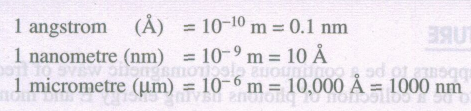 1 angstrom (Å) = 10⁻¹⁰ m = 0.1 nm
1 nanometre (nm) = 10⁻⁹ m = 10 Å
1 micrometre (μm) = 10⁻⁶ m = 10,000 Å = 1000 nm